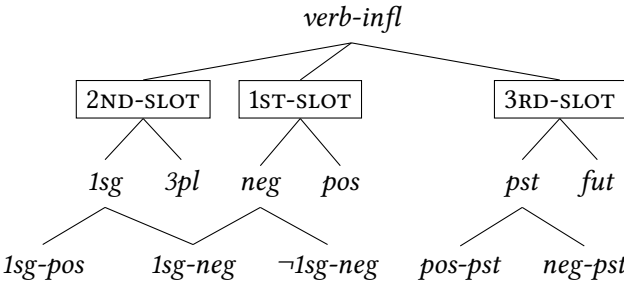 verb-infl
2ND-SLOT 1ST-SLOT 3RD-SLOT
1sg 3pl neg pos pst fut
1sg-pos 1sg-neg ¬1sg-neg pos-pst neg-pst